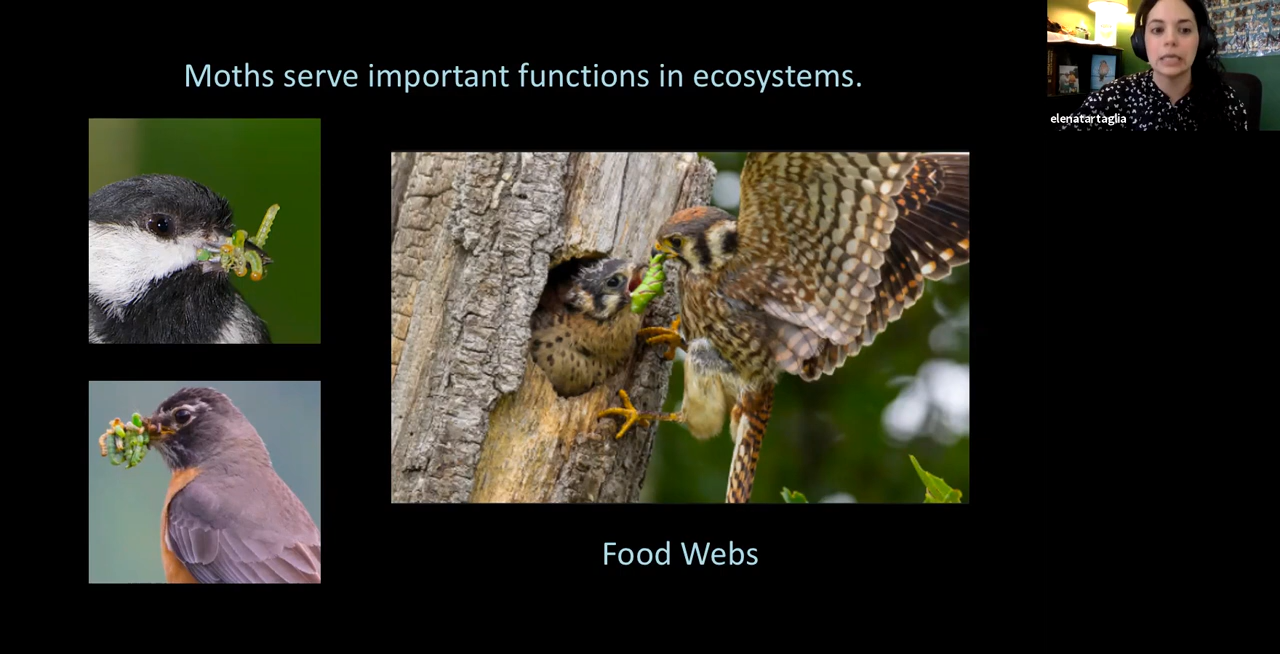 Moths serve important functions in ecosystems.
elenatartaglia
Food Webs